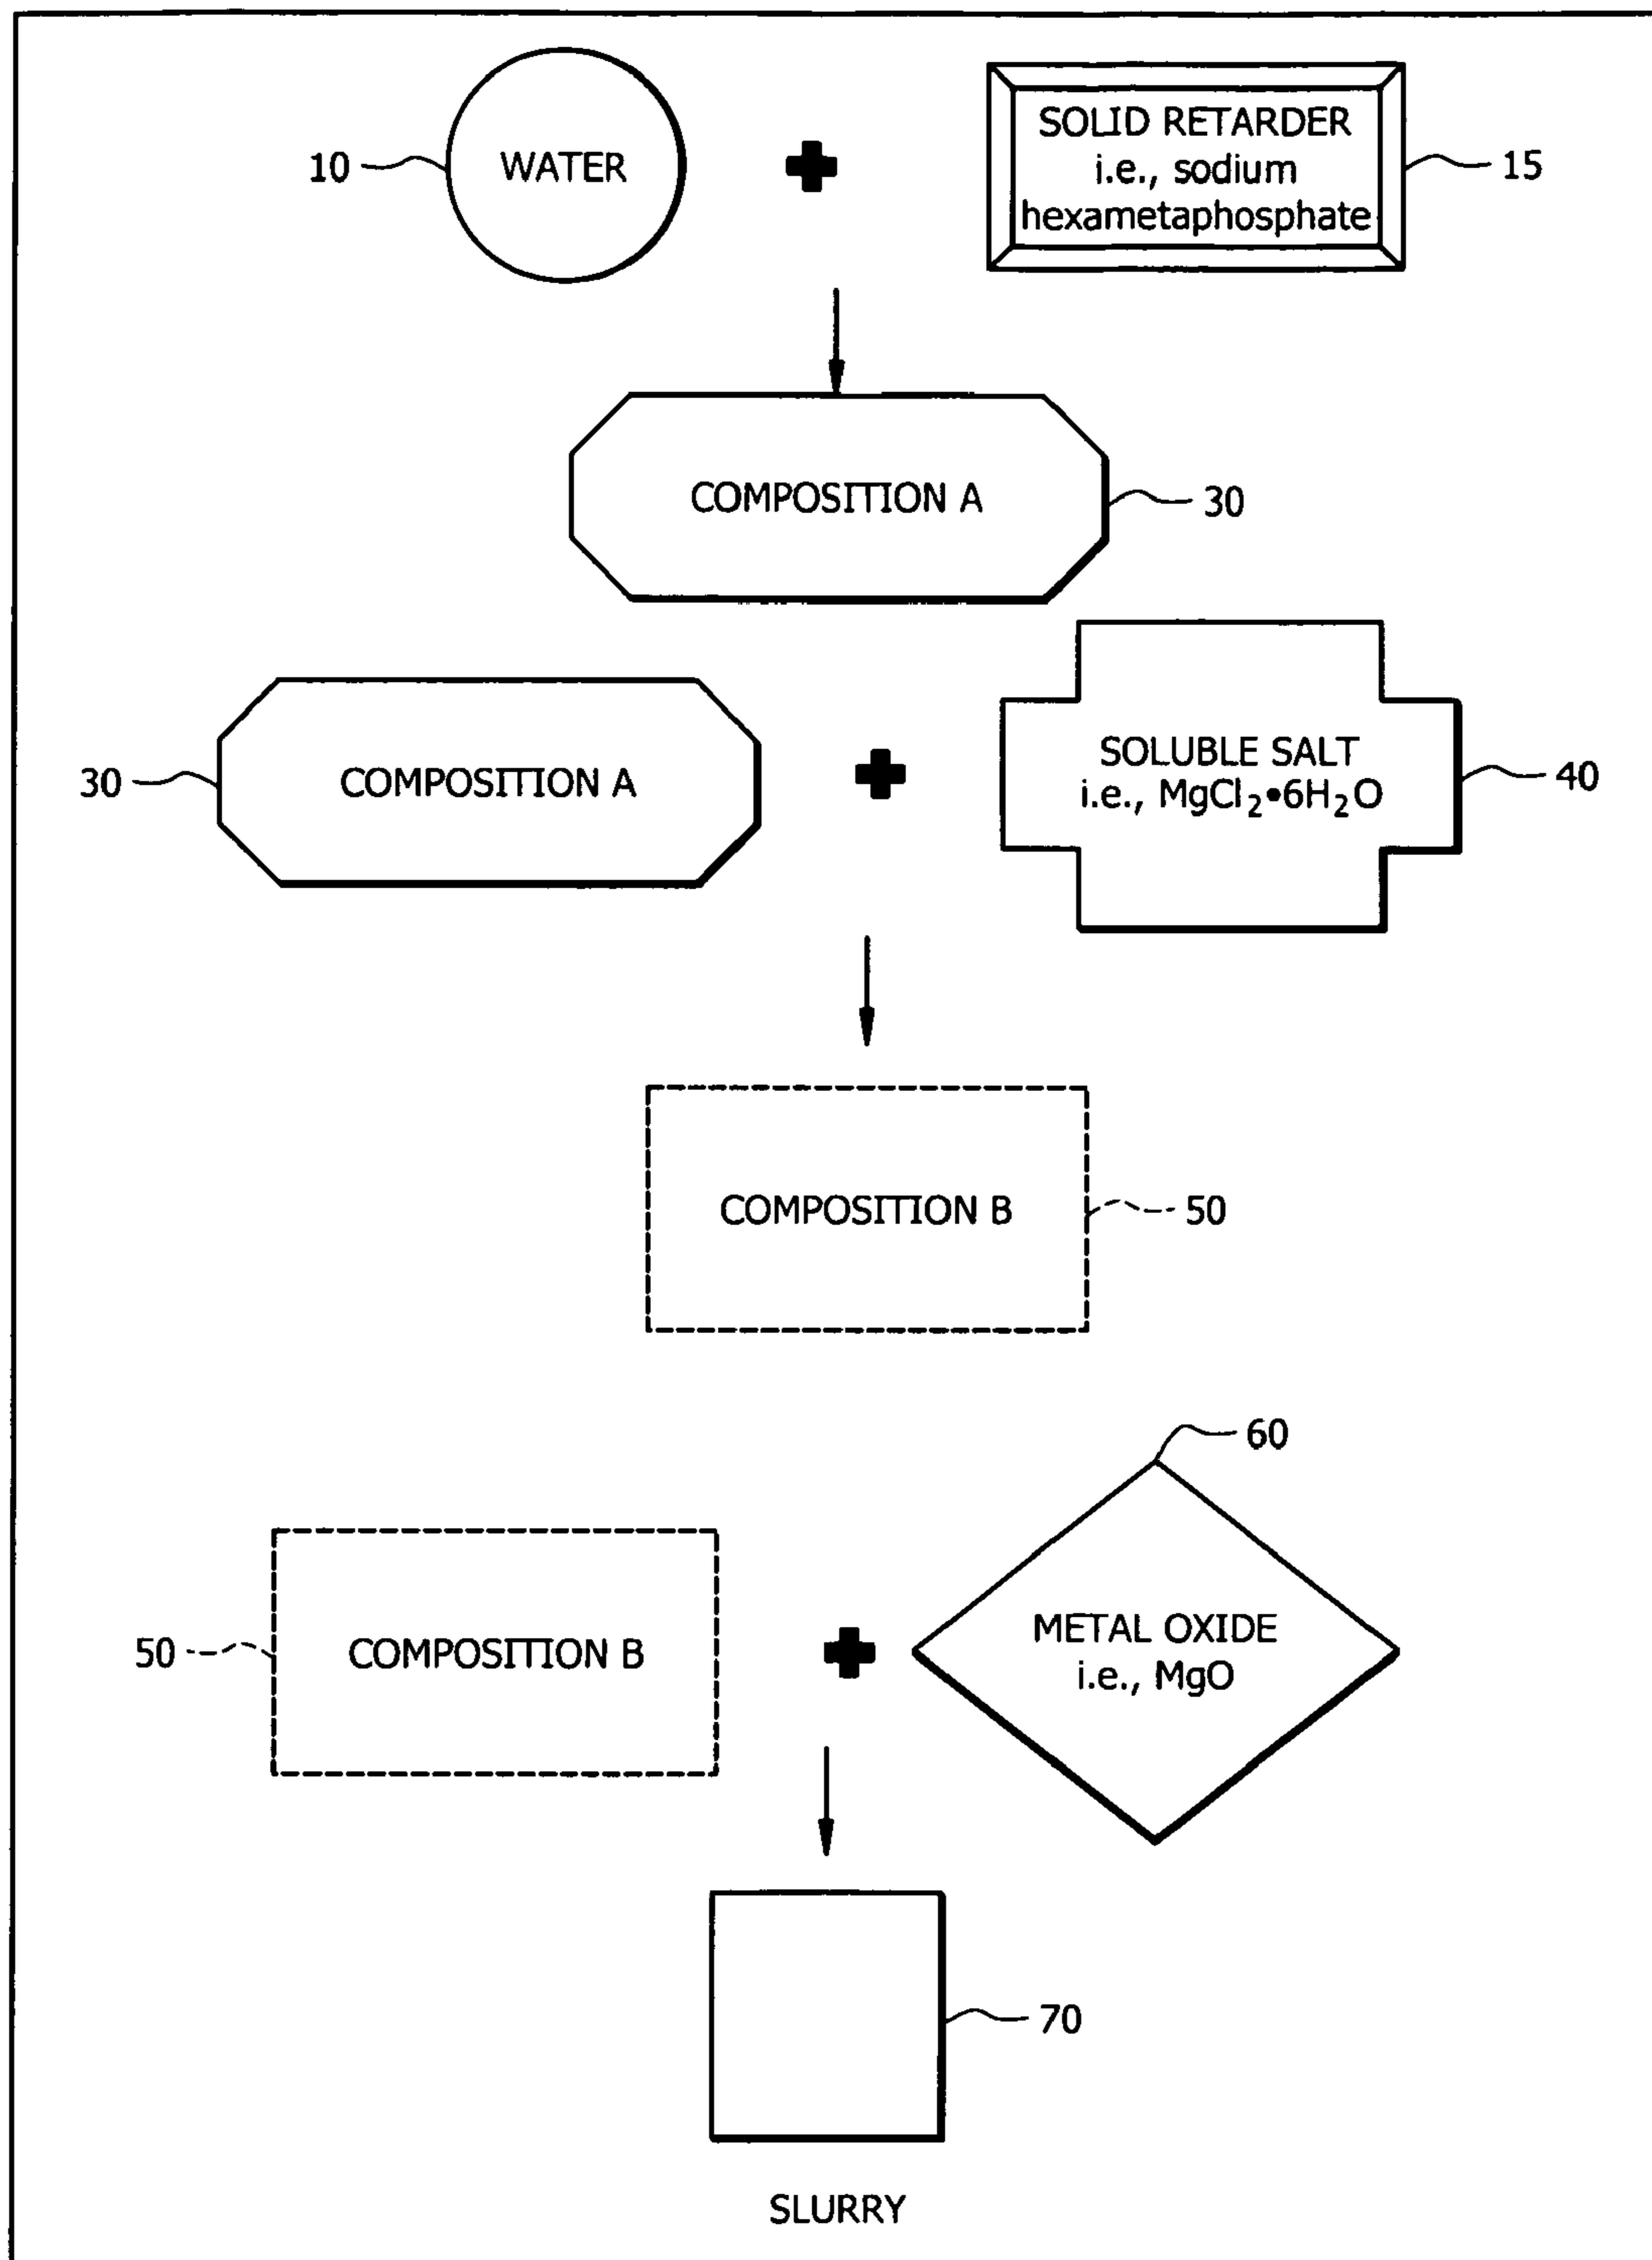 SOLID RETARDER
10
WATER
i.e., sodium
15
hexametaphosphate
COMPOSITION A
30
30
COMPOSITION A
SOLUBLE SALT
i.e., MgCl₂•6H₂O
40
COMPOSITION B
50
60
50
COMPOSITION B
METAL OXIDE
i.e., MgO
70
SLURRY